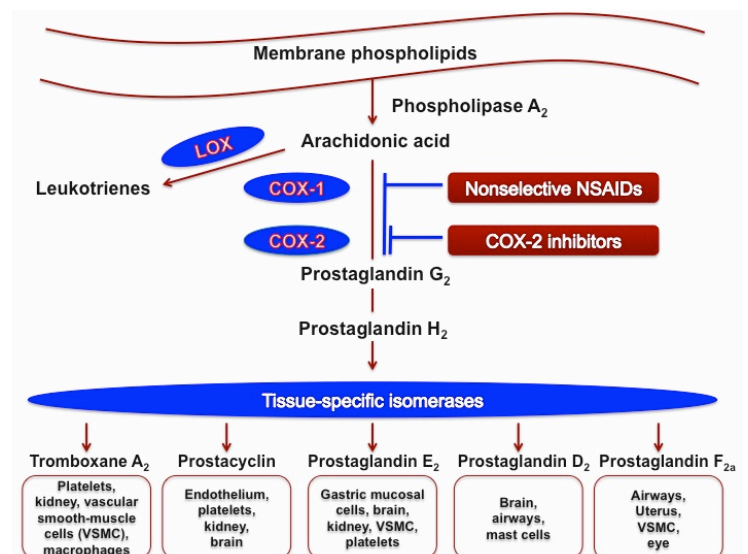 Membrane phospholipids
Phospholipase A₂
Arachidonic acid
LOX
Leukotrienes
COX-1
Nonselective NSAIDs
COX-2
COX-2 inhibitors
Prostaglandin G₂
Prostaglandin H₂
Tissue-specific isomerases
Tromboxane A₂
Platelets,
kidney, vascular
smooth-muscle
cells (VSMC),
macrophages
Prostacyclin
Endothelium,
platelets,
kidney,
brain
Prostaglandin E₂
Gastric mucosal
cells, brain,
kidney, VSMC,
platelets
Prostaglandin D₂
Brain,
airways,
mast cells
Prostaglandin F₂a
Airways,
Uterus,
VSMC,
eye